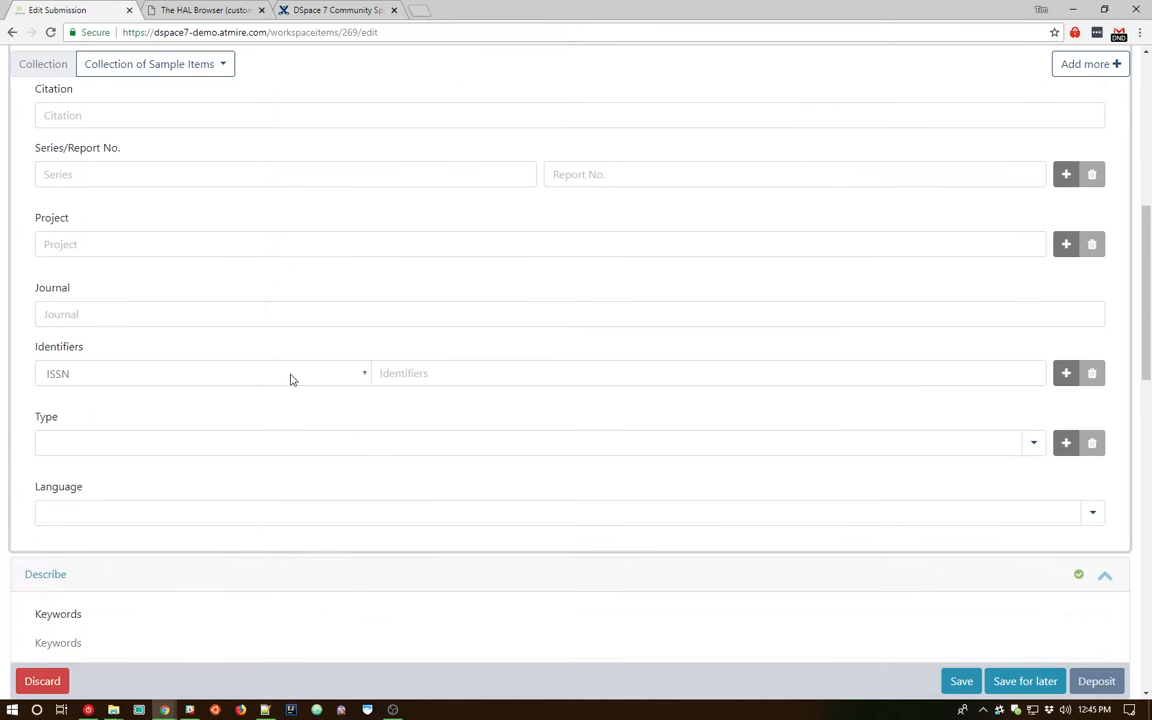 Edit Submission
The HAL Browser (custom
DSpace 7 Community Sp
Tim
Secure
https://dspace7-demo.atmire.com/workspaceitems/269/edit
DND
Collection
Collection of Sample Items
Add more
Citation
Citation
Series/Report No.
Series
Report No.
Project
Project
Journal
Journal
Identifiers
ISSN
Identifiers
Type
Language
Describe
Keywords
Keywords
Discard
Save
Save for later
Deposit
12:45 PM